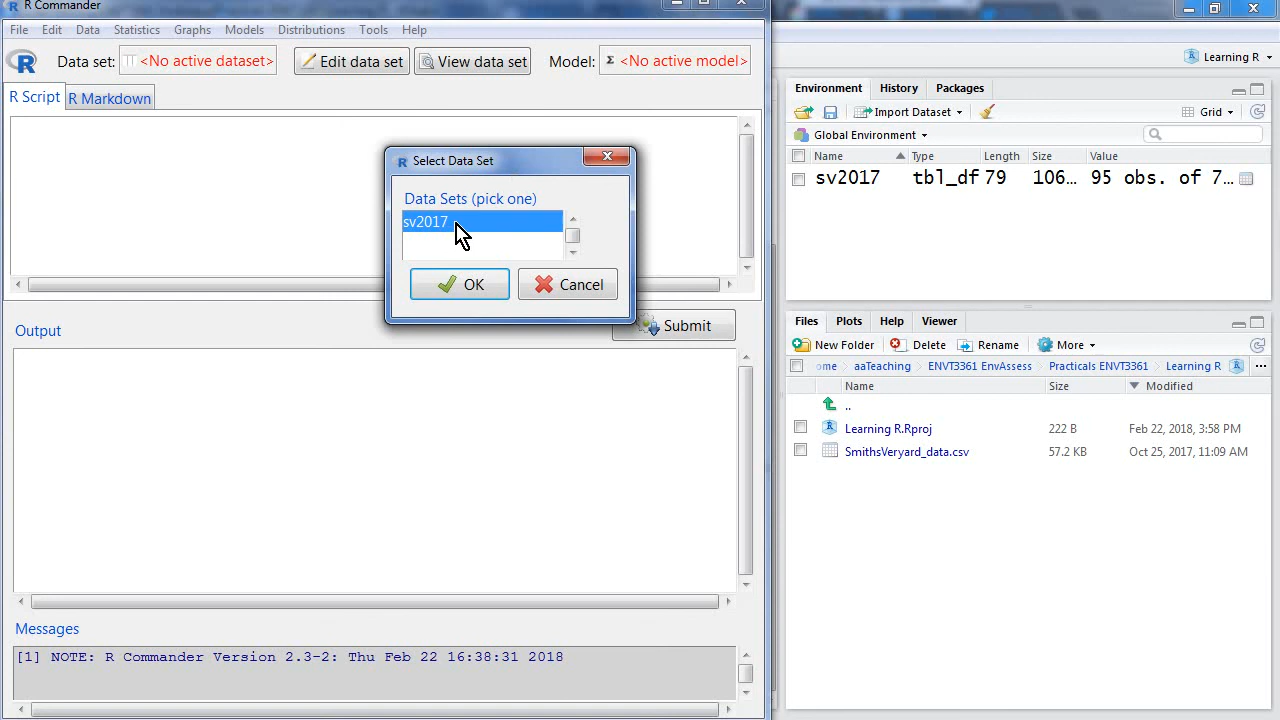 R Commander
File Edit Data Statistics Graphs Models Distributions Tools Help
Data set: <No active dataset> Edit data set View data set Model: Σ <No active model>
R Script R Markdown
Select Data Set
Data Sets (pick one)
sv2017
OK Cancel
Output
Submit
Messages
[1] NOTE: R Commander Version 2.3-2: Thu Feb 22 16:38:31 2018
Learning R
Environment History Packages
Import Dataset Grid
Global Environment
Name Type Length Size Value
sv2017 tbl_df 79 106… 95 obs. of 7…
Files Plots Help Viewer
New Folder Delete Rename More
ome aaTeaching ENVT3361 EnvAssess Practicals ENVT3361 Learning R ...
Name Size Modified
..
Learning R.Rproj 222 B Feb 22, 2018, 3:58 PM
SmithsVeryard_data.csv 57.2 KB Oct 25, 2017, 11:09 AM